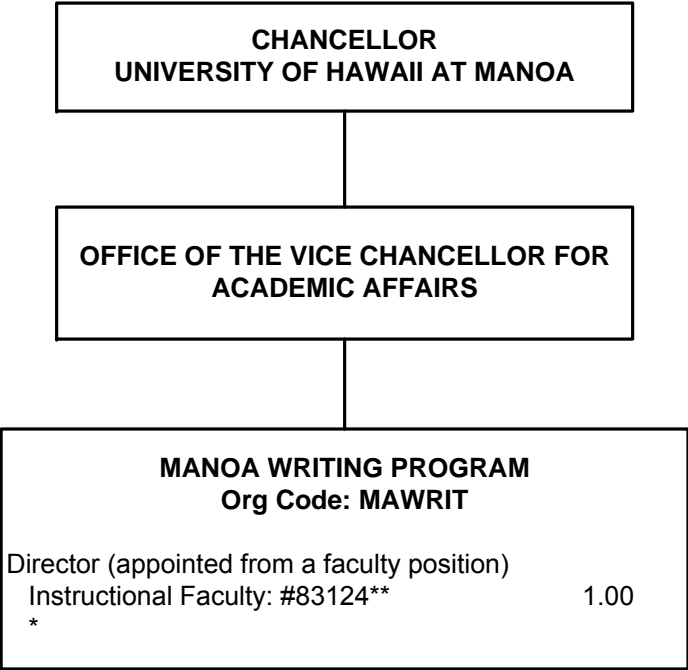 CHANCELLOR
UNIVERSITY OF HAWAII AT MANOA
OFFICE OF THE VICE CHANCELLOR FOR
ACADEMIC AFFAIRS
MANOA WRITING PROGRAM
Org Code: MAWRIT
Director (appointed from a faculty position)
Instructional Faculty: #83124** 1.00
*